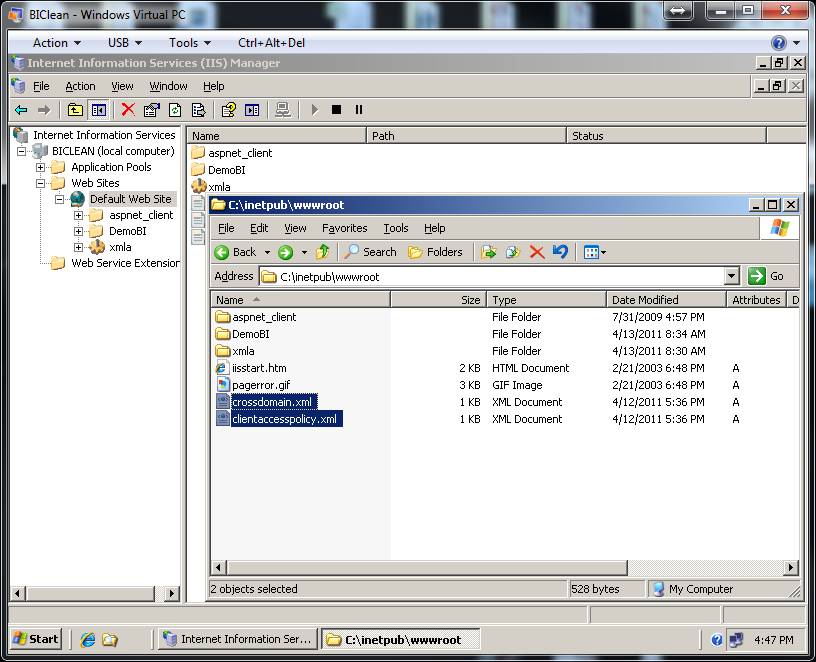 BIClean - Windows Virtual PC
Action USB Tools Ctrl+Alt+Del
Internet Information Services (IIS) Manager
File Action View Window Help
Internet Information Services
BICLEAN (local computer)
Application Pools
Web Sites
Default Web Site
aspnet_client
DemoBI
xmla
Web Service Extension
Name Path Status
aspnet_client
DemoBI
xmla
C:\inetpub\wwwroot
File Edit View Favorites Tools Help
Back Search Folders
Address C:\inetpub\wwwroot Go
Name Size Type Date Modified Attributes D
aspnet_client File Folder 7/31/2009 4:57 PM
DemoBI File Folder 4/13/2011 8:34 AM
xmla File Folder 4/13/2011 8:30 AM
iisstart.htm 2 KB HTML Document 2/21/2003 6:48 PM A
pagerror.gif 3 KB GIF Image 2/21/2003 6:48 PM A
crossdomain.xml 1 KB XML Document 4/12/2011 5:36 PM A
clientaccesspolicy.xml 1 KB XML Document 4/12/2011 5:36 PM A
2 objects selected 528 bytes My Computer
Start Internet Information Ser... C:\inetpub\wwwroot 4:47 PM